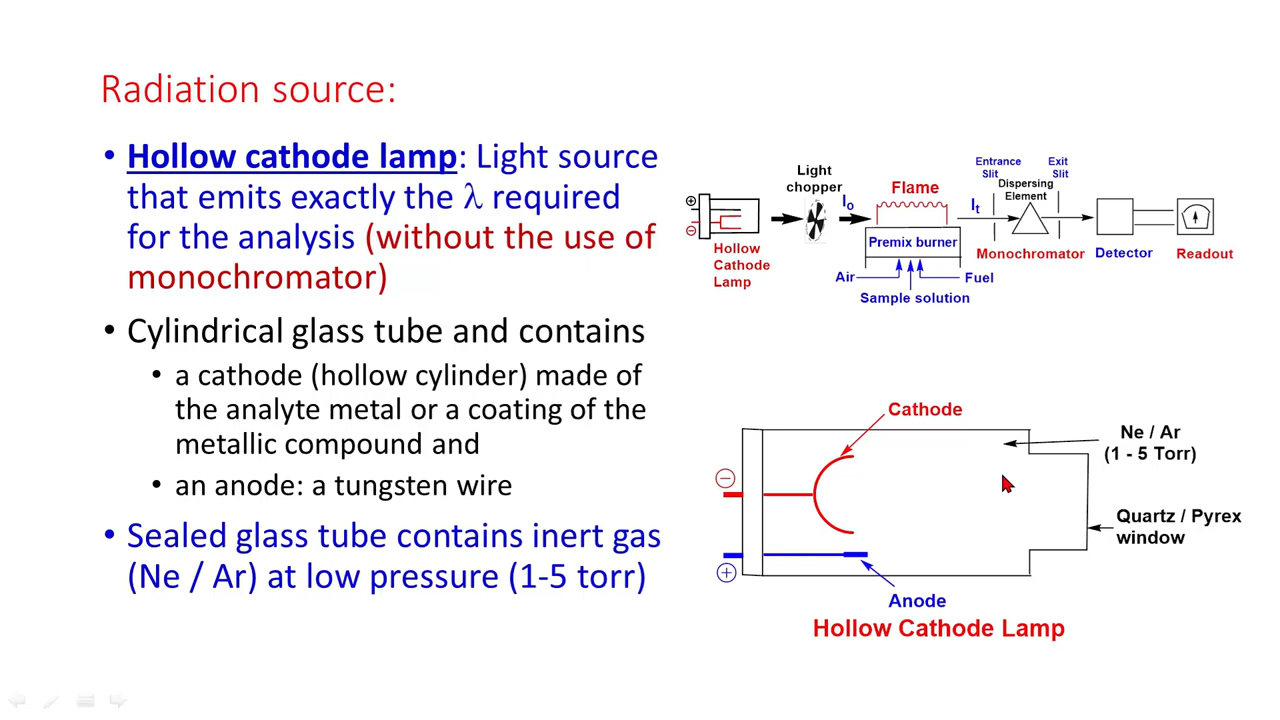 Radiation source:
• Hollow cathode lamp: Light source
that emits exactly the λ required
for the analysis (without the use of
monochromator)
• Cylindrical glass tube and contains
• a cathode (hollow cylinder) made of
the analyte metal or a coating of the
metallic compound and
• an anode: a tungsten wire
• Sealed glass tube contains inert gas
(Ne / Ar) at low pressure (1-5 torr)
Light
chopper
Entrance
Slit
Exit
Slit
Dispersing
Element
Flame
Io
It
+
−
Premix burner
Hollow
Cathode
Lamp
Monochromator
Detector
Readout
Air
Fuel
Sample solution
Cathode
Ne / Ar
(1 - 5 Torr)
−
Quartz / Pyrex
window
+
Anode
Hollow Cathode Lamp